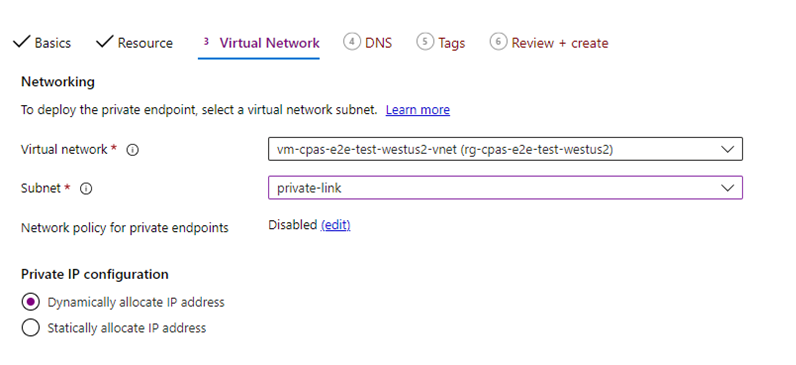 Basics Resource 3 Virtual Network 4 DNS 5 Tags 6 Review + create
Networking
To deploy the private endpoint, select a virtual network subnet. Learn more
Virtual network * vm-cpas-e2e-test-westus2-vnet (rg-cpas-e2e-test-westus2)
Subnet * private-link
Network policy for private endpoints Disabled (edit)
Private IP configuration
Dynamically allocate IP address
Statically allocate IP address